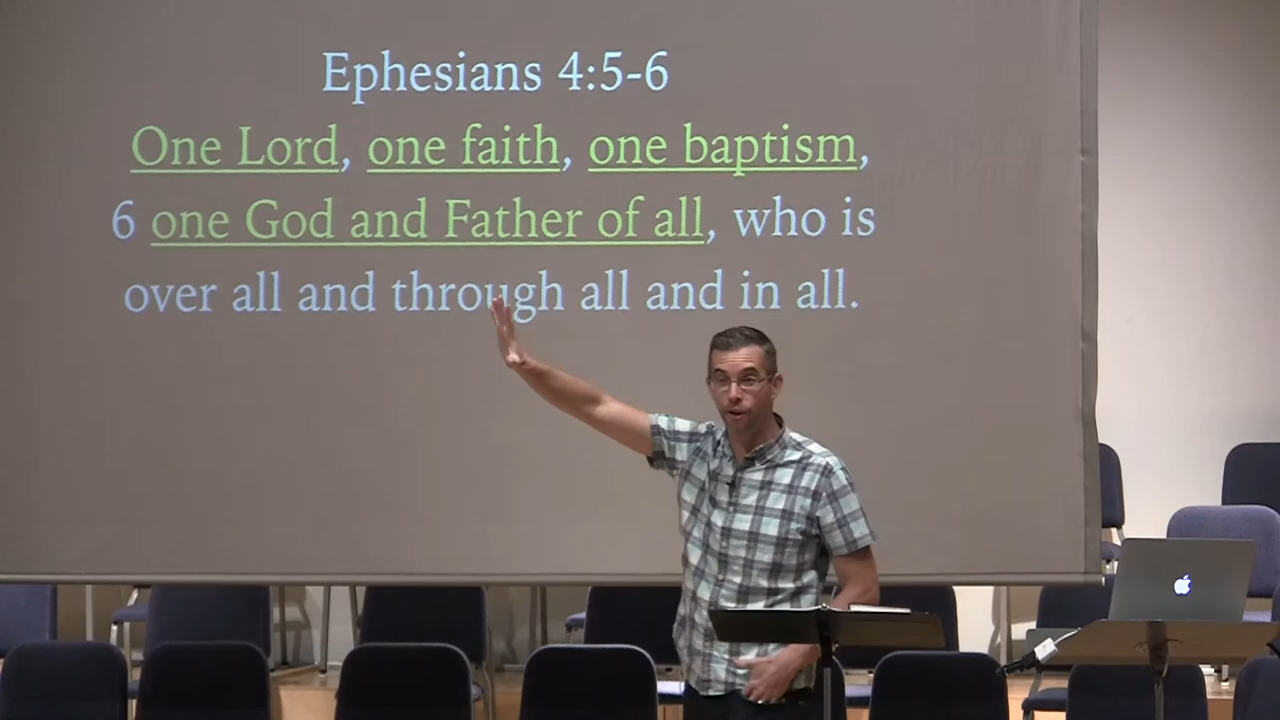 Ephesians 4:5-6
One Lord, one faith, one baptism,
6 one God and Father of all, who is
over all and through all and in all.